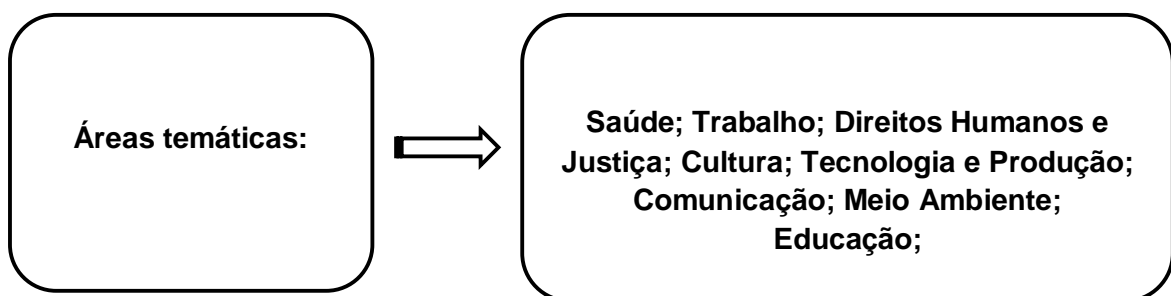 Áreas temáticas:
Saúde; Trabalho; Direitos Humanos e
Justiça; Cultura; Tecnologia e Produção;
Comunicação; Meio Ambiente;
Educação;